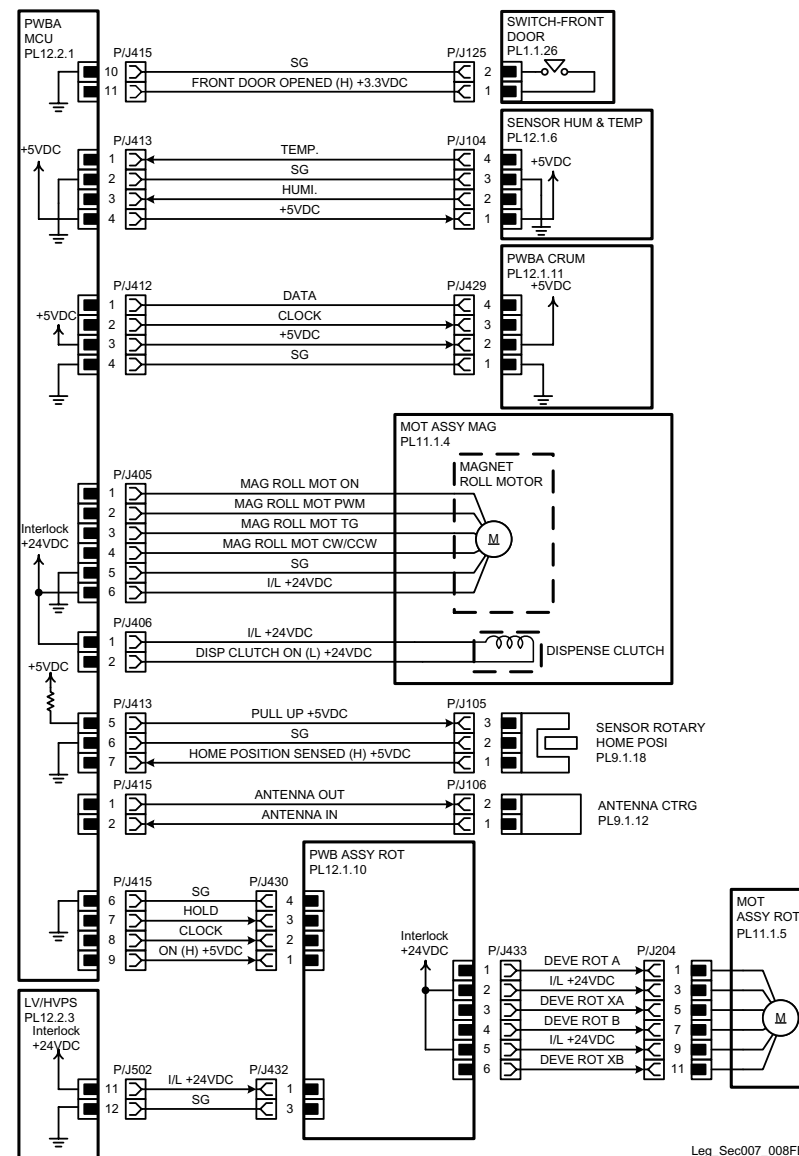 PWBA
MCU
PL12.2.1
P/J415
10
11
SG
FRONT DOOR OPENED (H) +3.3VDC
P/J125
2
1
SWITCH-FRONT
DOOR
PL1.1.26
+5VDC
P/J413
1
2
3
4
TEMP.
SG
HUMI.
+5VDC
P/J104
4
3
2
1
SENSOR HUM & TEMP
PL12.1.6
+5VDC
+5VDC
P/J412
1
2
3
4
DATA
CLOCK
+5VDC
SG
P/J429
4
3
2
1
PWBA CRUM
PL12.1.11
+5VDC
MOT ASSY MAG
PL11.1.4
MAGNET
ROLL MOTOR
M
P/J405
1
2
3
4
5
6
MAG ROLL MOT ON
MAG ROLL MOT PWM
MAG ROLL MOT TG
MAG ROLL MOT CW/CCW
SG
I/L +24VDC
Interlock
+24VDC
P/J406
1
2
I/L +24VDC
DISP CLUTCH ON (L) +24VDC
DISPENSE CLUTCH
+5VDC
P/J413
5
6
7
PULL UP +5VDC
SG
HOME POSITION SENSED (H) +5VDC
P/J105
3
2
1
SENSOR ROTARY
HOME POSI
PL9.1.18
P/J415
1
2
ANTENNA OUT
ANTENNA IN
P/J106
2
1
ANTENNA CTRG
PL9.1.12
PWB ASSY ROT
PL12.1.10
P/J415
6
7
8
9
SG
HOLD
CLOCK
ON (H) +5VDC
P/J430
4
3
2
1
Interlock
+24VDC
P/J433
1
2
3
4
5
6
DEVE ROT A
I/L +24VDC
DEVE ROT XA
DEVE ROT B
I/L +24VDC
DEVE ROT XB
P/J204
1
3
5
7
9
11
MOT
ASSY ROT
PL11.1.5
M
LV/HVPS
PL12.2.3
Interlock
+24VDC
P/J502
11
12
I/L +24VDC
SG
P/J432
1
3